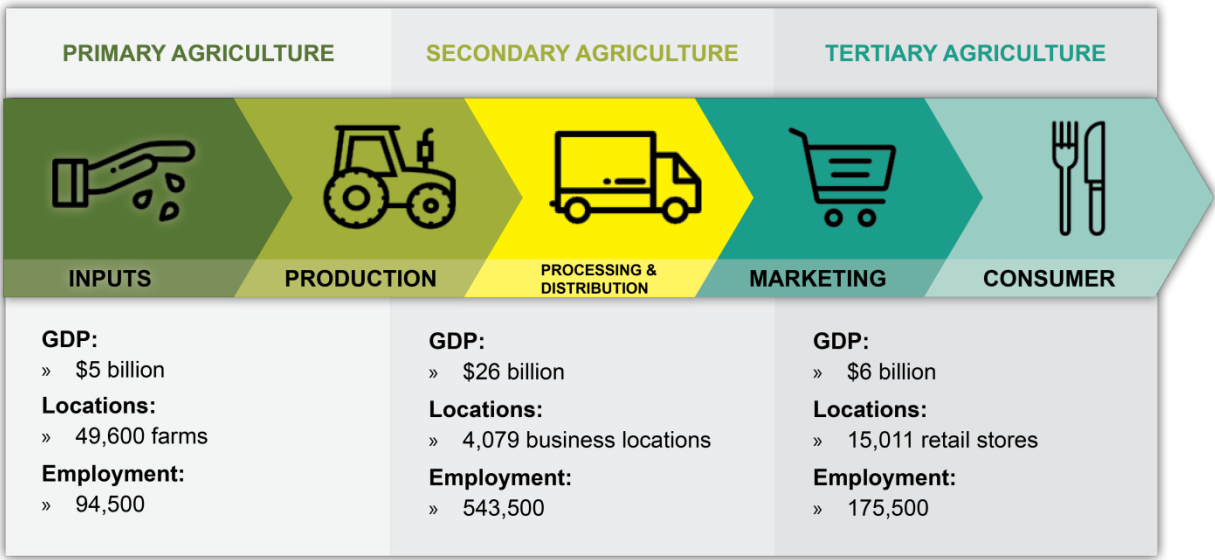 PRIMARY AGRICULTURE
SECONDARY AGRICULTURE
TERTIARY AGRICULTURE
INPUTS
PRODUCTION
PROCESSING &
DISTRIBUTION
MARKETING
CONSUMER
GDP:
» $5 billion
Locations:
» 49,600 farms
Employment:
» 94,500
GDP:
» $26 billion
Locations:
» 4,079 business locations
Employment:
» 543,500
GDP:
» $6 billion
Locations:
» 15,011 retail stores
Employment:
» 175,500